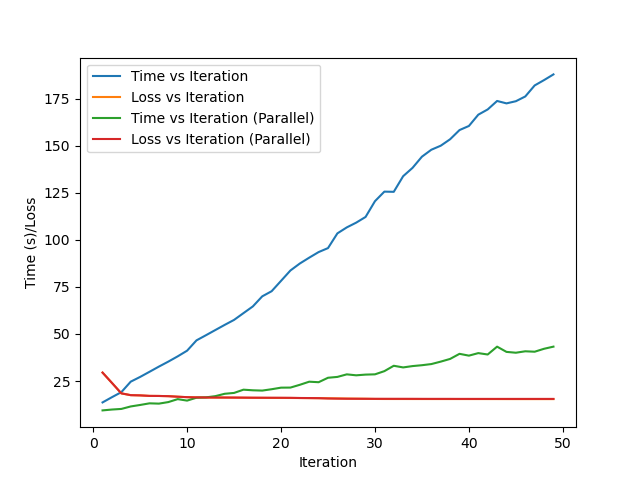 Time vs Iteration
Loss vs Iteration
Time vs Iteration (Parallel)
Loss vs Iteration (Parallel)
175
150
125
100
75
50
25
Time (s)/Loss
0 10 20 30 40 50
Iteration